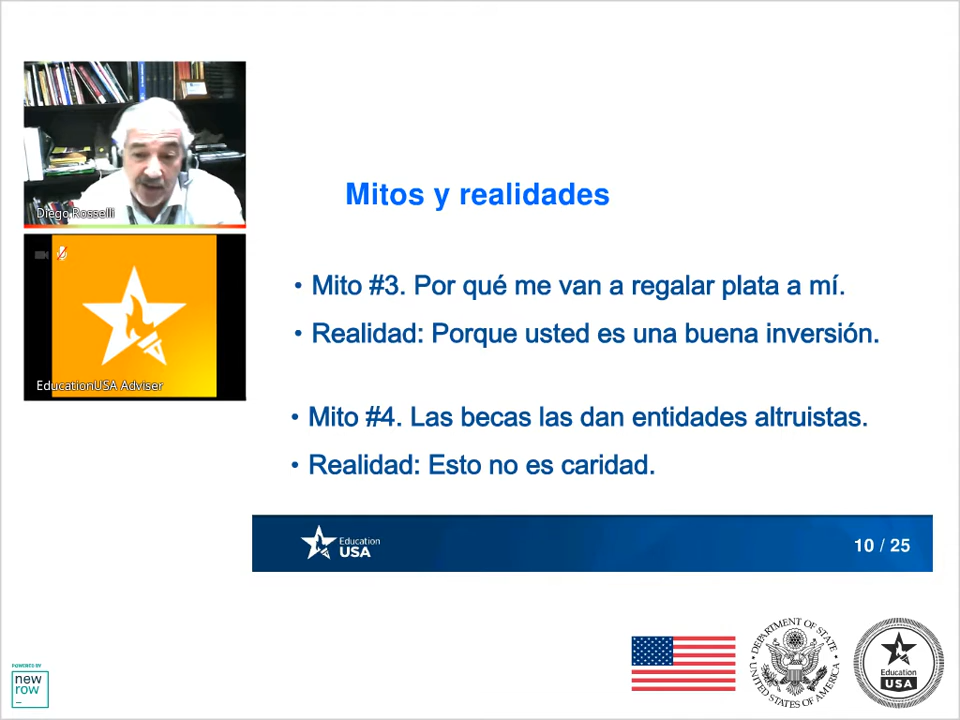 Diego Rosselli
EducationUSA Adviser
Mitos y realidades
• Mito #3. Por qué me van a regalar plata a mí.
• Realidad: Porque usted es una buena inversión.
• Mito #4. Las becas las dan entidades altruistas.
• Realidad: Esto no es caridad.
Education
USA
10 / 25
POWERED BY
new
row
DEPARTMENT OF STATE
UNITED STATES OF AMERICA
Education
USA